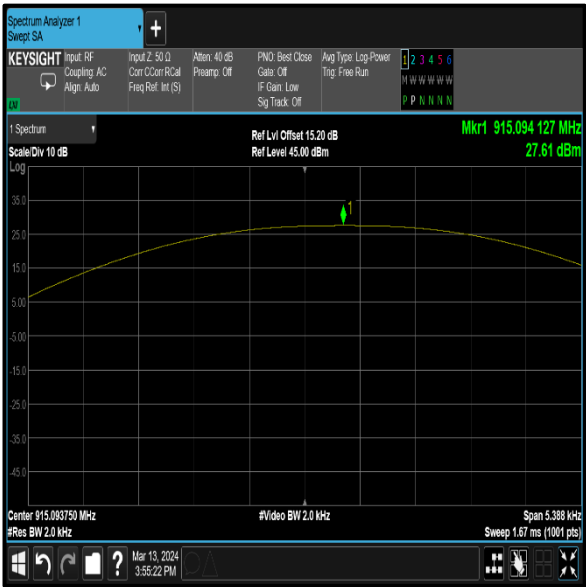 Spectrum Analyzer 1
Swept SA
+
KEYSIGHT
Input: RF
Coupling: AC
Align: Auto
Input Z: 50 Ω
Corr CCorr RCal
Freq Ref: Int (S)
Atten: 40 dB
Preamp: Off
PNO: Best Close
Gate: Off
IF Gain: Low
Sig Track: Off
Avg Type: Log-Power
Trig: Free Run
1 2 3 4 5 6
M W W W W W
P P N N N N
1 Spectrum
Scale/Div 10 dB
Ref Lvl Offset 15.20 dB
Ref Level 45.00 dBm
Mkr1 915.094 127 MHz
27.61 dBm
Log
35.0
25.0
15.0
5.00
-5.00
-15.0
-25.0
-35.0
-45.0
1
Center 915.093750 MHz
#Res BW 2.0 kHz
#Video BW 2.0 kHz
Span 5.388 kHz
Sweep 1.67 ms (1001 pts)
?
Mar 13, 2024
3:55:22 PM